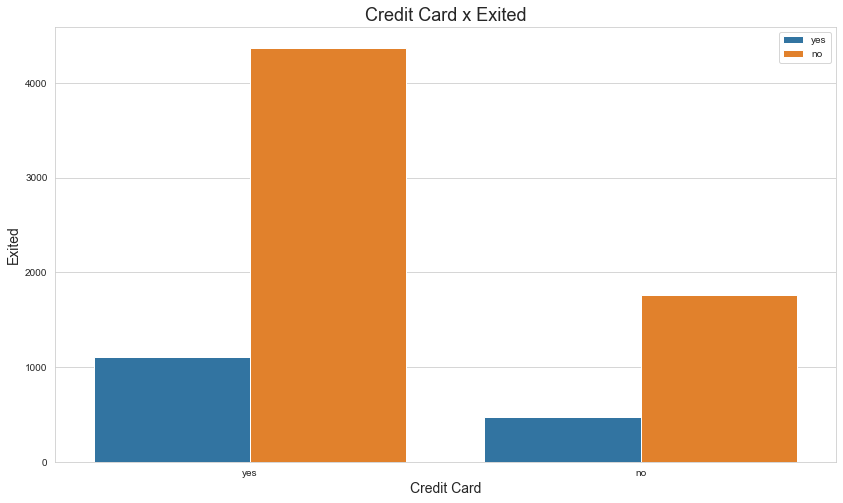 Credit Card x Exited
yes
no
4000
3000
2000
1000
0
Exited
yes
no
Credit Card